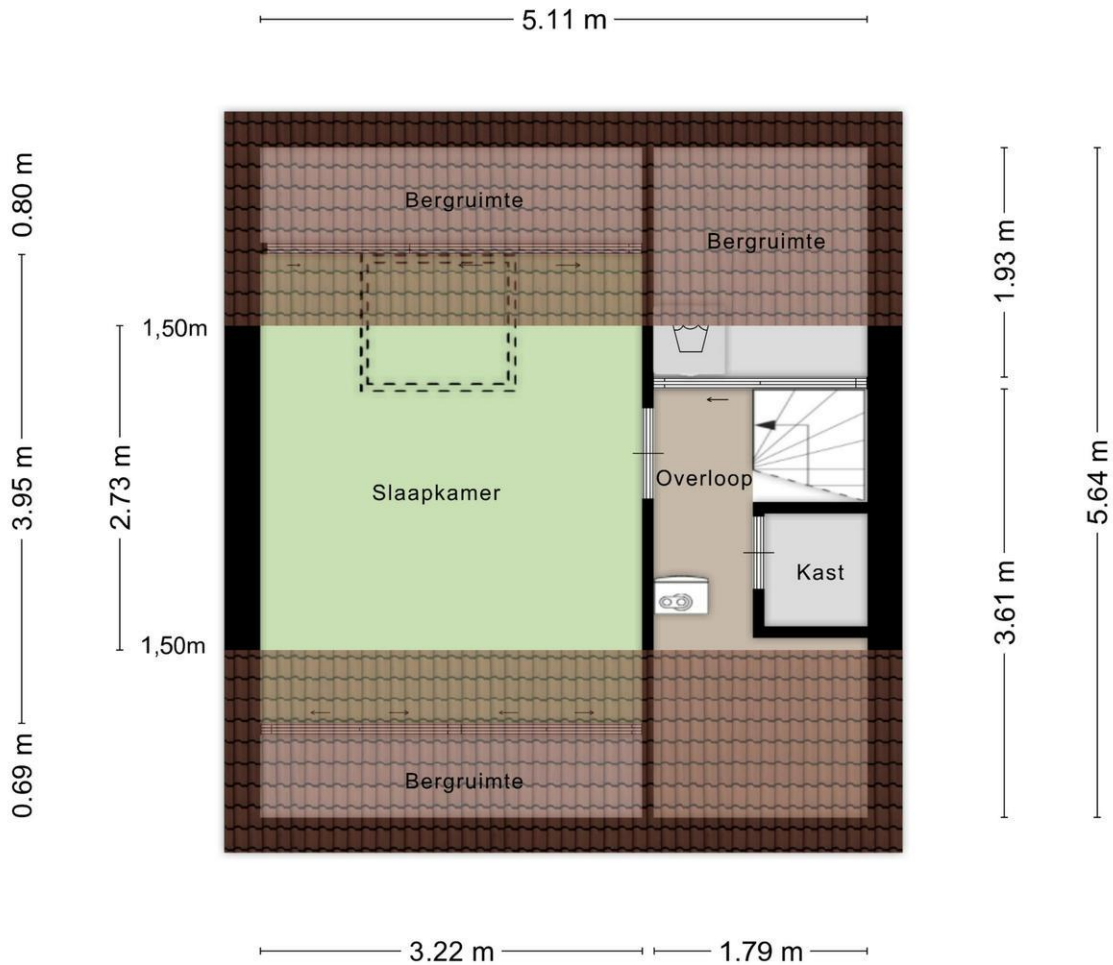 5.11 m
0.80 m
Bergruimte
Bergruimte
1.93 m
1,50m
3.95 m
2.73 m
Slaapkamer
Overloop
5.64 m
Kast
3.61 m
1,50m
0.69 m
Bergruimte
3.22 m
1.79 m